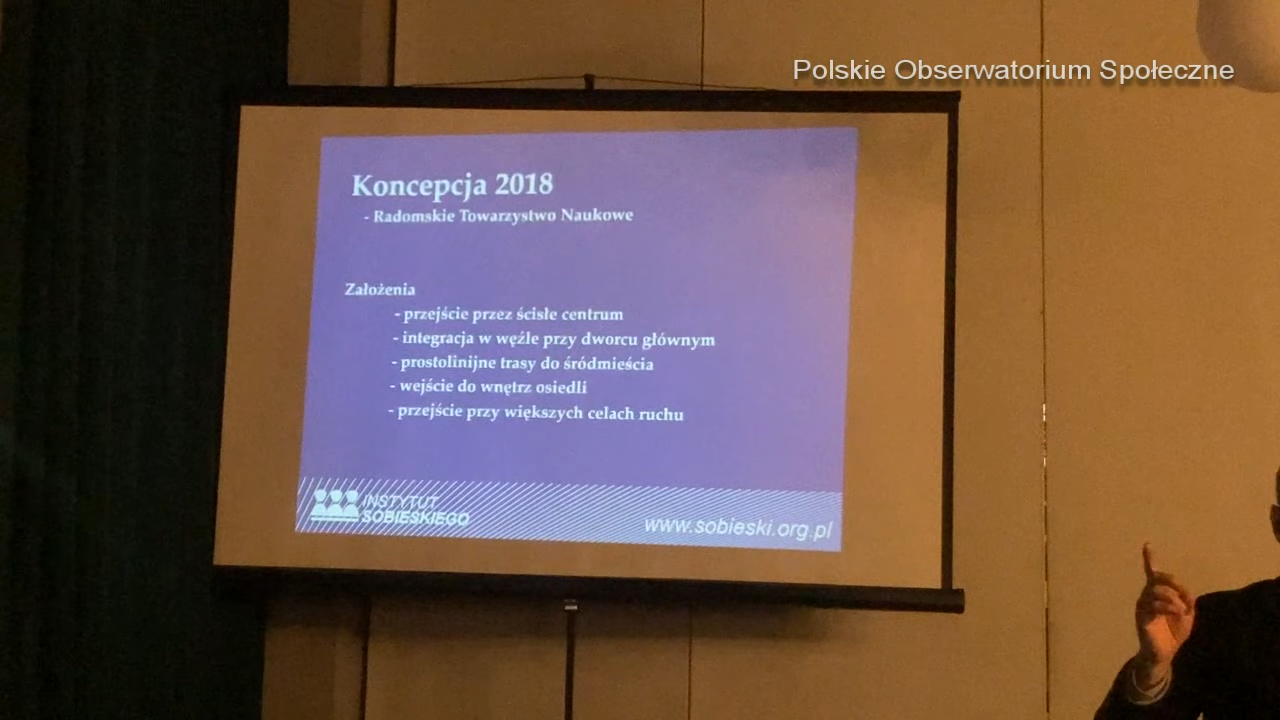 Polskie Obserwatorium Społeczne
Koncepcja 2018
- Radomskie Towarzystwo Naukowe
Założenia
- przejście przez ścisłe centrum
- integracja w węźle przy dworcu głównym
- prostolinijne trasy do śródmieścia
- wejście do wnętrz osiedli
- przejście przy większych celach ruchu
INSTYTUT
SOBIESKIEGO
www.sobieski.org.pl